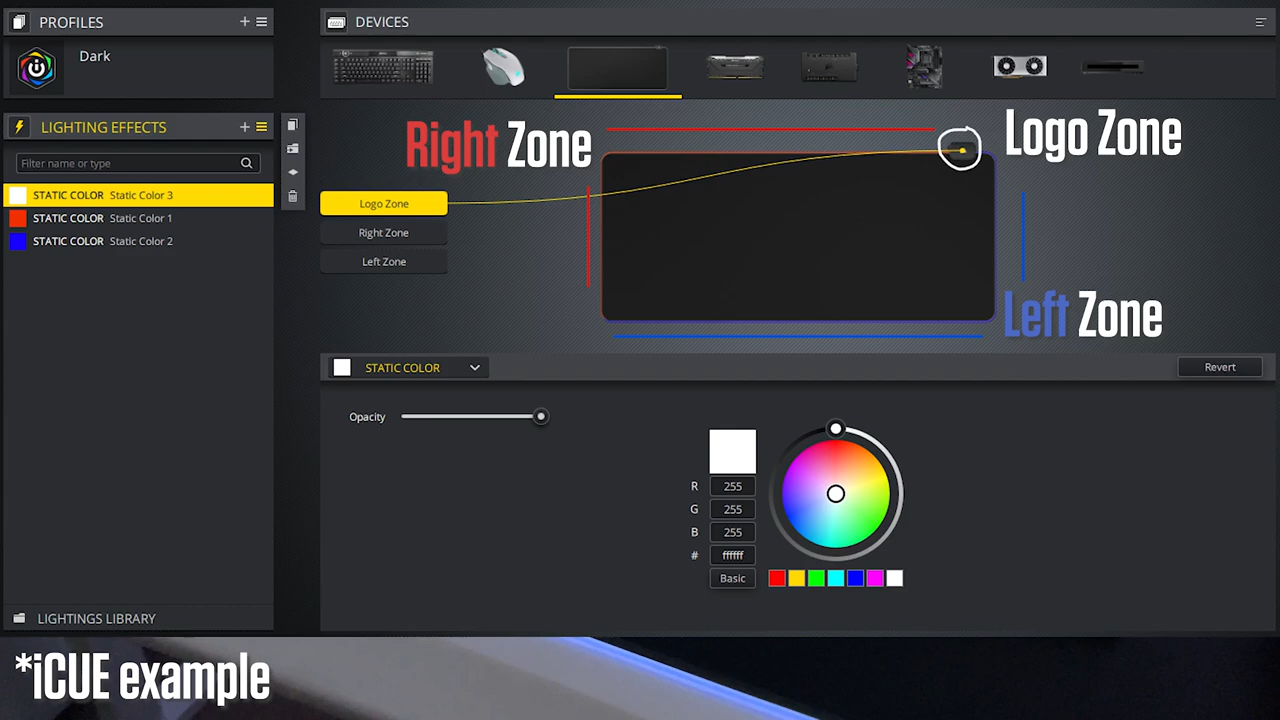 PROFILES
Dark
LIGHTING EFFECTS
Filter name or type
STATIC COLOR Static Color 3
STATIC COLOR Static Color 1
STATIC COLOR Static Color 2
LIGHTINGS LIBRARY
DEVICES
Right Zone
Logo Zone
Logo Zone
Right Zone
Left Zone
Left Zone
STATIC COLOR
Revert
Opacity
R 255
G 255
B 255
# ffffff
Basic
*iCUE example